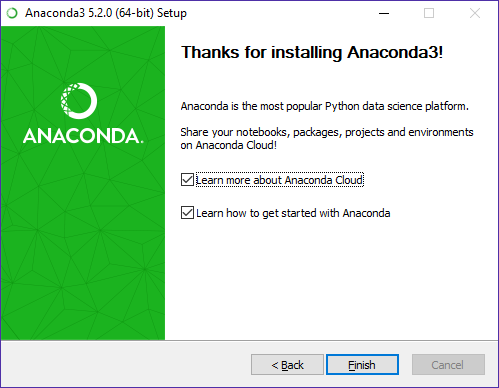 Anaconda3 5.2.0 (64-bit) Setup
Thanks for installing Anaconda3!
ANACONDA.
Anaconda is the most popular Python data science platform.
Share your notebooks, packages, projects and environments
on Anaconda Cloud!
Learn more about Anaconda Cloud
Learn how to get started with Anaconda
< Back
Finish
Cancel